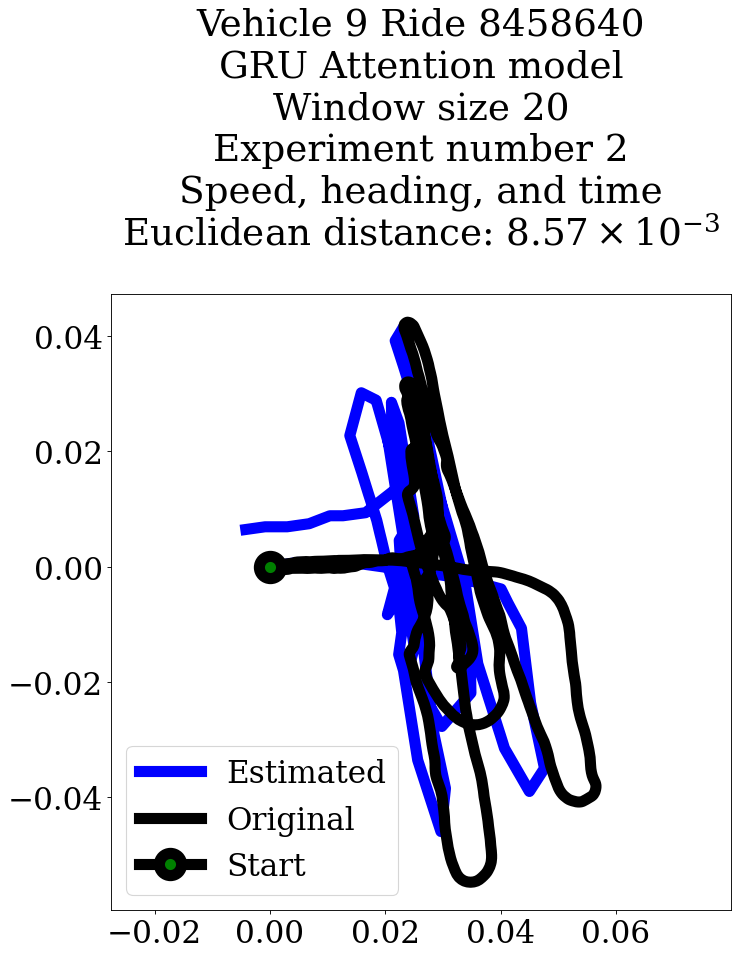 Vehicle 9 Ride 8458640
GRU Attention model
Window size 20
Experiment number 2
Speed, heading, and time
Euclidean distance: 8.57 × 10⁻³
0.04
0.02
0.00
−0.02
−0.04
Estimated
Original
Start
−0.02 0.00 0.02 0.04 0.06